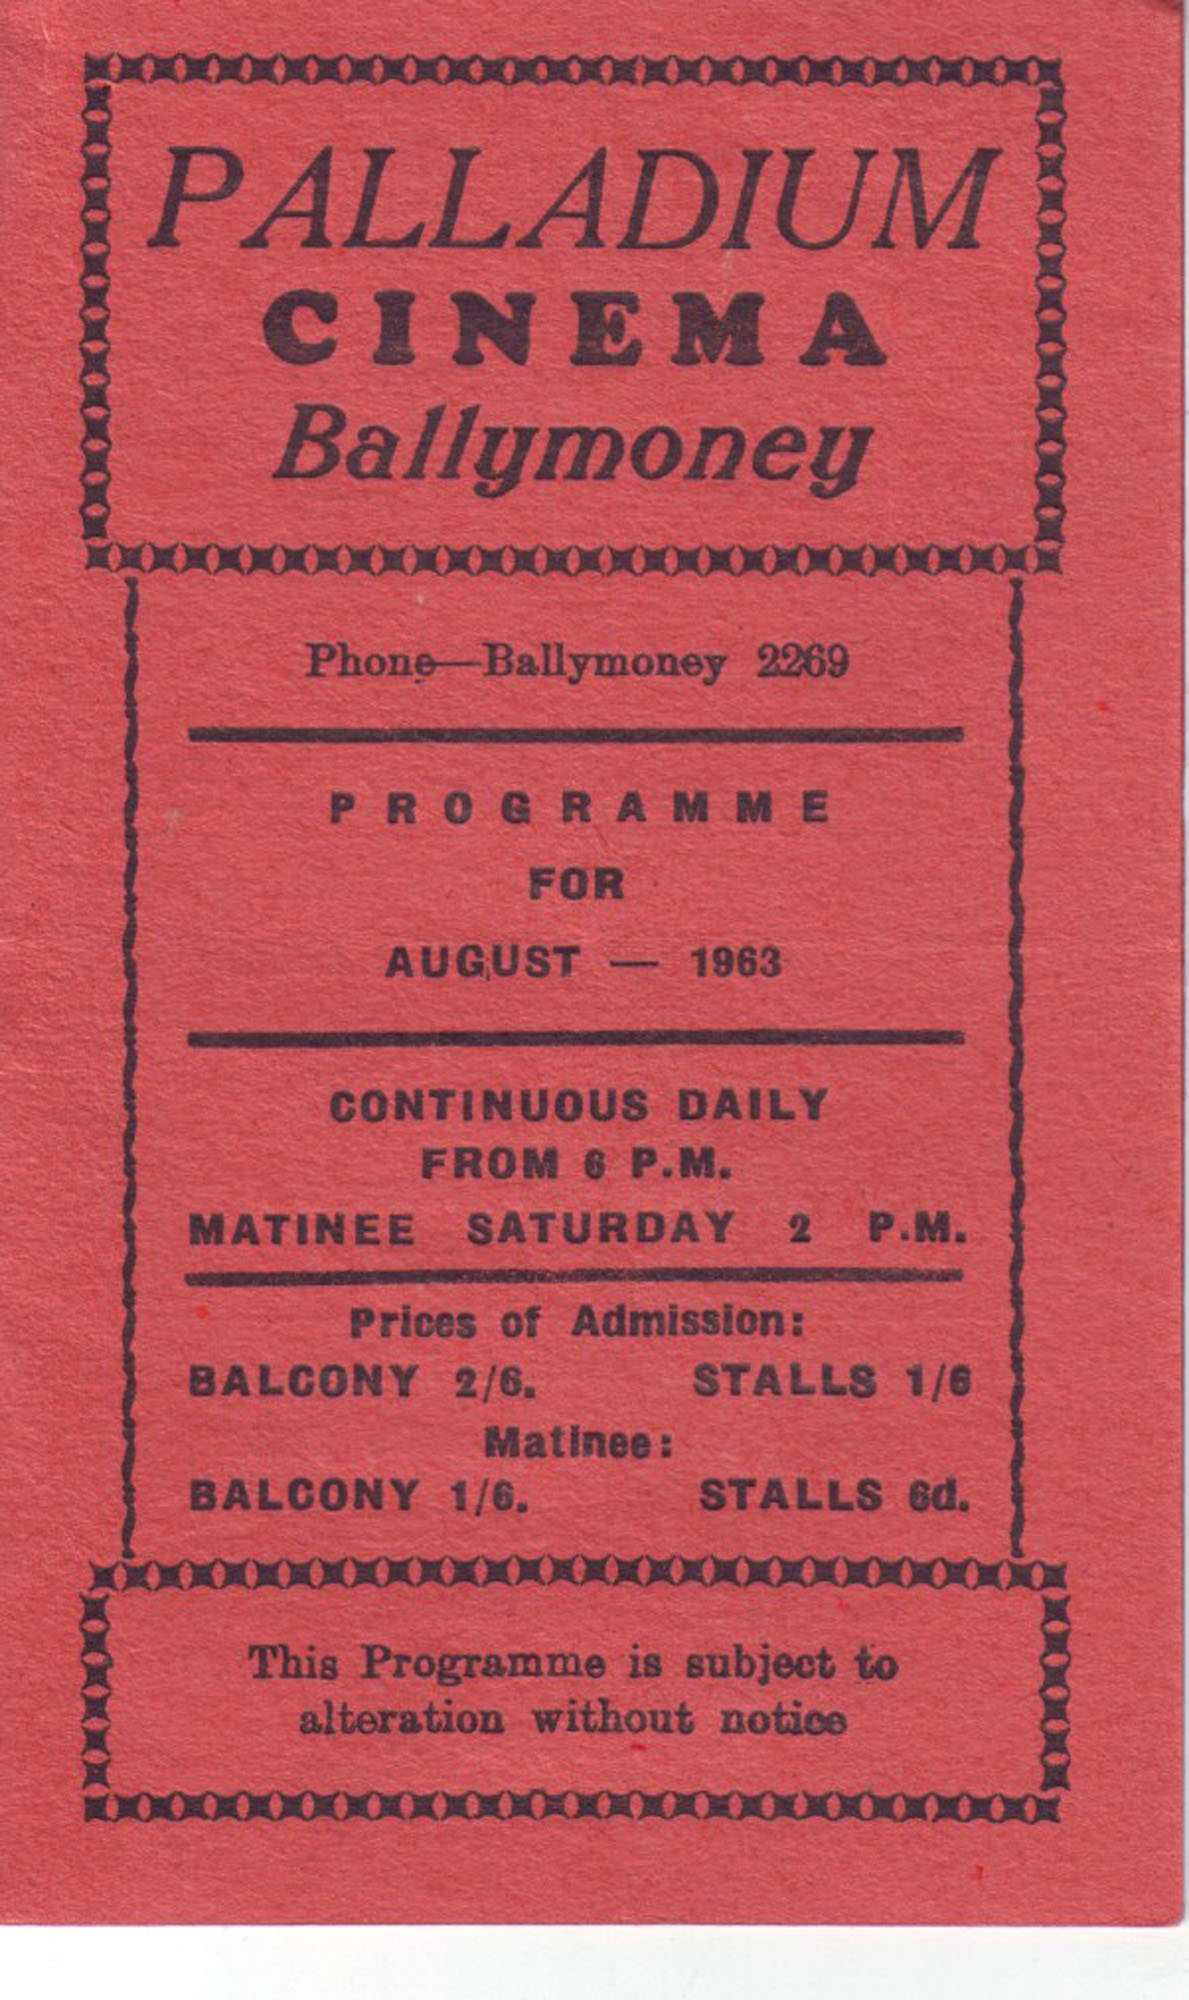 PALLADIUM
CINEMA
Ballymoney
Phone—Ballymoney 2269
PROGRAMME
FOR
AUGUST — 1963
CONTINUOUS DAILY
FROM 6 P.M.
MATINEE SATURDAY 2 P.M.
Prices of Admission:
BALCONY 2/6. STALLS 1/6
Matinee:
BALCONY 1/6. STALLS 6d.
This Programme is subject to
alteration without notice